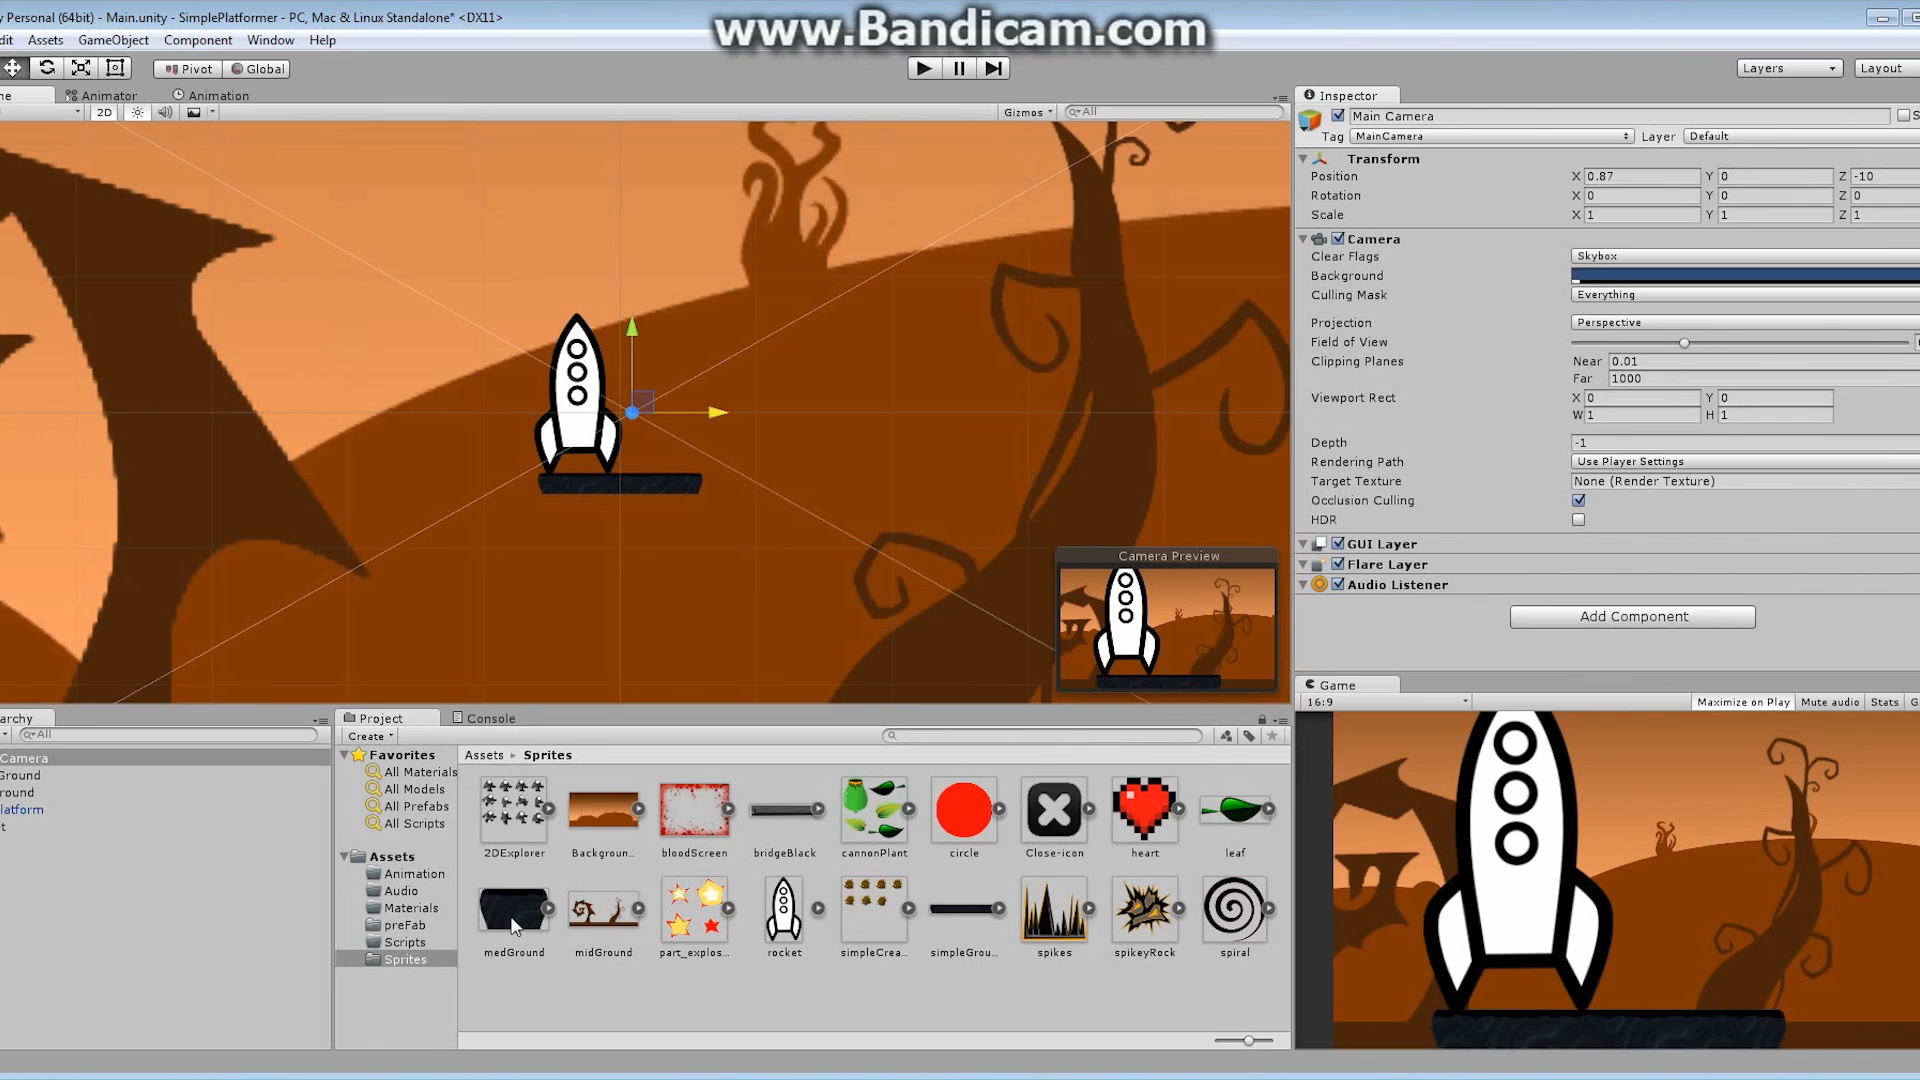 y Personal (64bit) - Main.unity - SimplePlatformer - PC, Mac & Linux Standalone* <DX11>
www.Bandicam.com
dit Assets GameObject Component Window Help
Pivot Global
Layers Layout
ne Animator Animation
2D Gizmos All
Inspector
Main Camera S
Tag MainCamera Layer Default
Transform
Position X 0.87 Y 0 Z -10
Rotation X 0 Y 0 Z 0
Scale X 1 Y 1 Z 1
Camera
Clear Flags Skybox
Background
Culling Mask Everything
Projection Perspective
Field of View
Clipping Planes Near 0.01
Far 1000
Viewport Rect X 0 Y 0
W 1 H 1
Depth -1
Rendering Path Use Player Settings
Target Texture None (Render Texture)
Occlusion Culling
HDR
GUI Layer
Flare Layer
Audio Listener
Add Component
Camera Preview
Game
16:9 Maximize on Play Mute audio Stats G
archy
All
Camera
Ground
round
latform
t
Project Console
Create
Favorites
All Materials
All Models
All Prefabs
All Scripts
Assets
Animation
Audio
Materials
preFab
Scripts
Sprites
Assets Sprites
2DExplorer Backgroun... bloodScreen bridgeBlack cannonPlant circle Close-icon heart leaf
medGround midGround part_explos... rocket simpleCrea... simpleGrou... spikes spikeyRock spiral